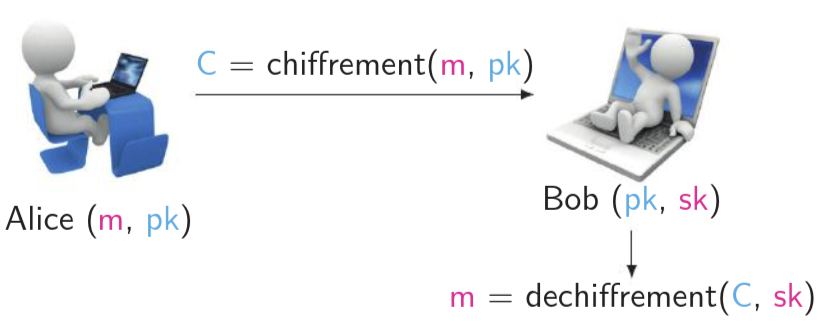 C = chiffrement(m, pk)
Alice (m, pk)
Bob (pk, sk)
m = dechiffrement(C, sk)